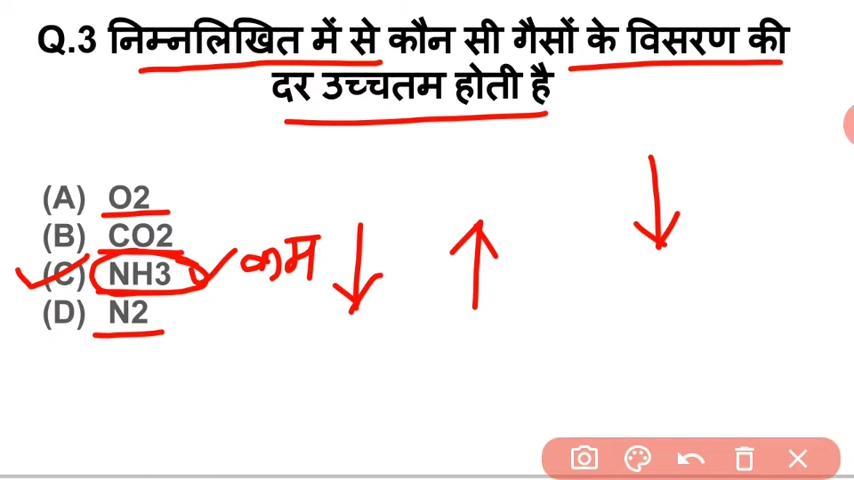 Q.3 निम्नलिखित में से कौन सी गैसों के विसरण की
दर उच्चतम होती है
(A) O2
(B) CO2
(C) NH3 कम
(D) N2